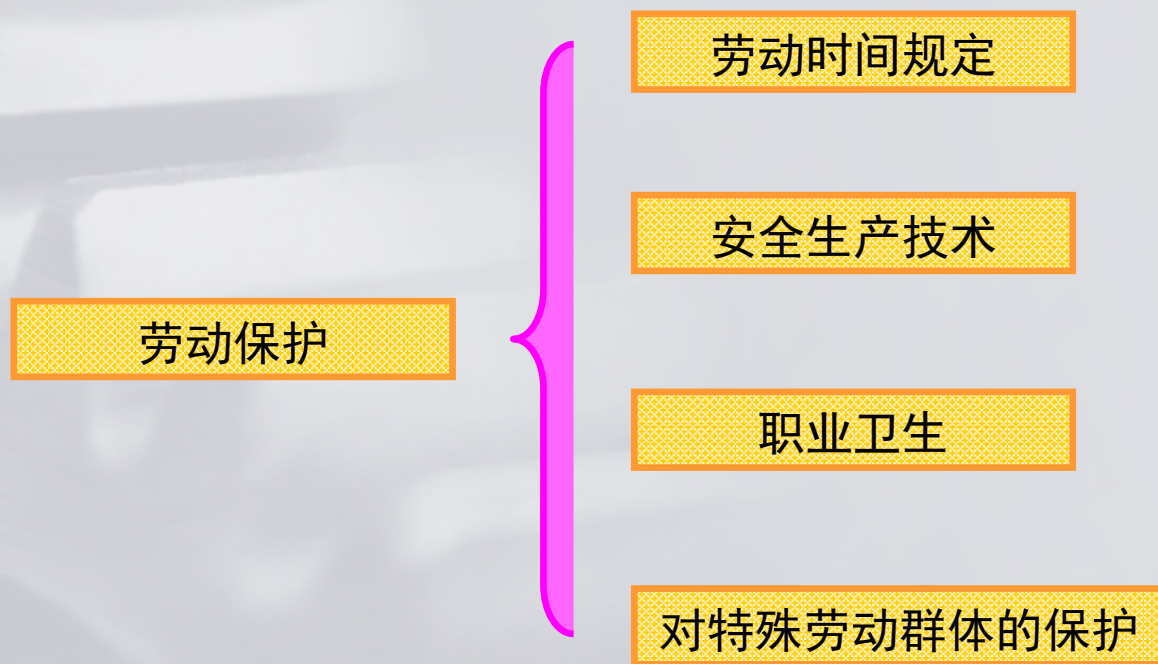 劳动时间规定
安全生产技术
劳动保护
职业卫生
对特殊劳动群体的保护